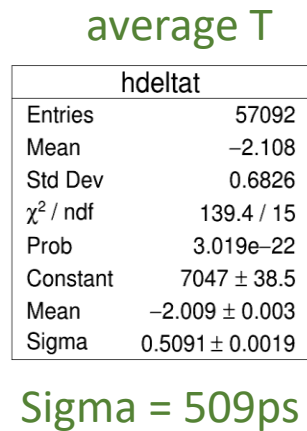 average T
hdeltat
Entries 57092
Mean −2.108
Std Dev 0.6826
χ² / ndf 139.4 / 15
Prob 3.019e−22
Constant 7047 ± 38.5
Mean −2.009 ± 0.003
Sigma 0.5091 ± 0.0019
Sigma = 509ps